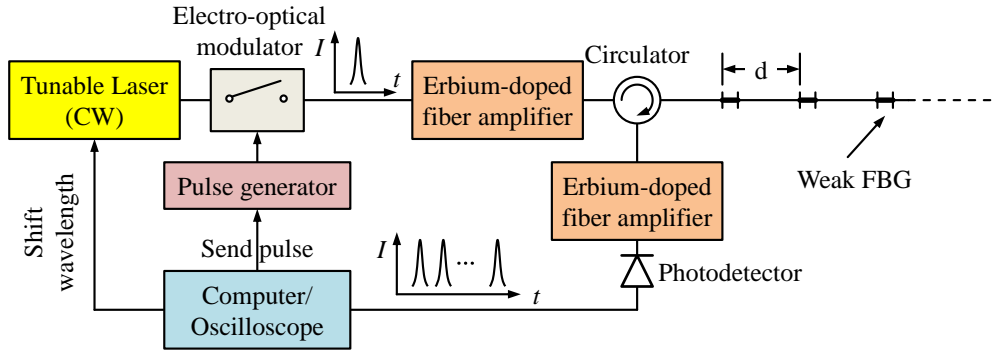 Electro-optical
modulator
I
t
Circulator
d
Tunable Laser
(CW)
Erbium-doped
fiber amplifier
Weak FBG
Pulse generator
Erbium-doped
fiber amplifier
Shift
wavelength
Send pulse
I
...
t
Photodetector
Computer/
Oscilloscope